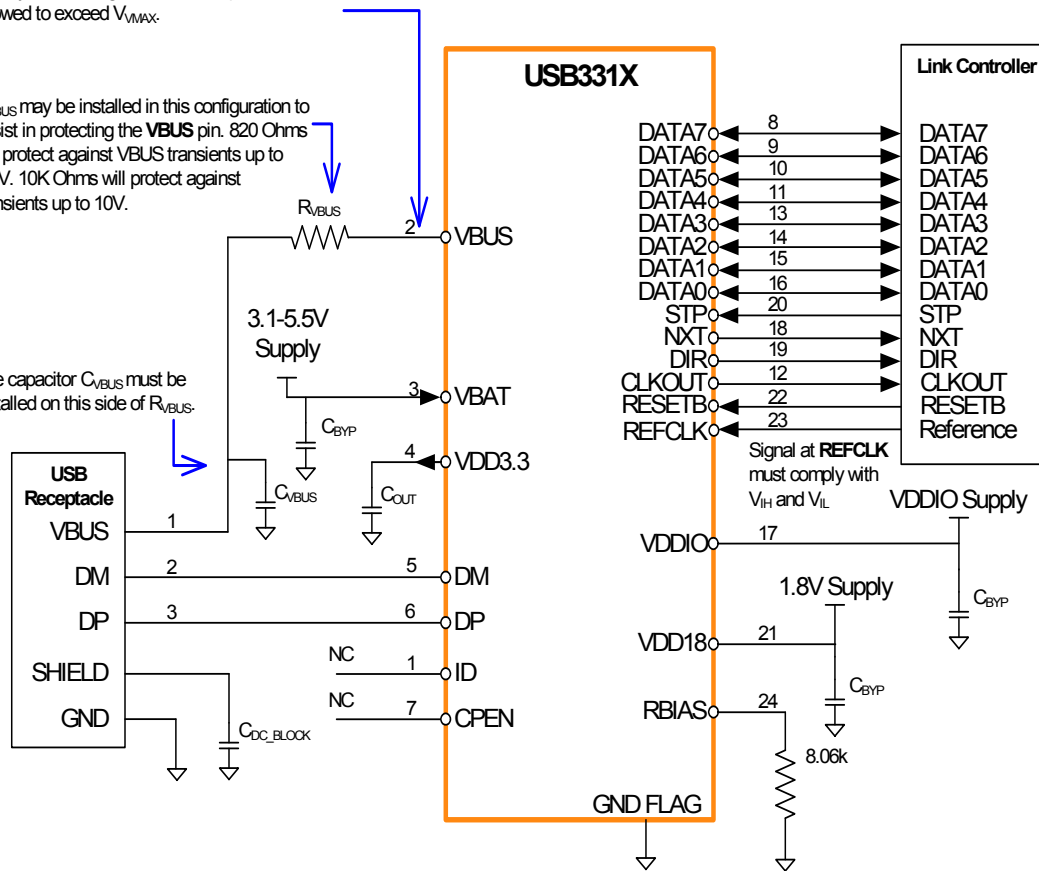 wed to exceed VVMAX.
BUS may be installed in this configuration to
ist in protecting the VBUS pin. 820 Ohms
protect against VBUS transients up to
V. 10K Ohms will protect against
nsients up to 10V.
RVBUS
2
VBUS
3.1-5.5V
Supply
3
VBAT
CBYP
e capacitor CVBUS must be
talled on this side of RVBUS.
4
VDD3.3
COUT
CVBUS
USB
Receptacle
VBUS
1
DM
2
5
DM
DP
3
6
DP
SHIELD
NC
1
ID
GND
NC
7
CPEN
CDC_BLOCK
USB331X
Link Controller
DATA7
8
DATA7
DATA6
9
DATA6
DATA5
10
DATA5
DATA4
11
DATA4
DATA3
13
DATA3
DATA2
14
DATA2
DATA1
15
DATA1
DATA0
16
DATA0
STP
20
STP
NXT
18
NXT
DIR
19
DIR
CLKOUT
12
CLKOUT
RESETB
22
RESETB
REFCLK
23
Reference
Signal at REFCLK
must comply with
VIH and VIL
VDDIO Supply
VDDIO
17
CBYP
1.8V Supply
VDD18
21
CBYP
RBIAS
24
8.06k
GND FLAG